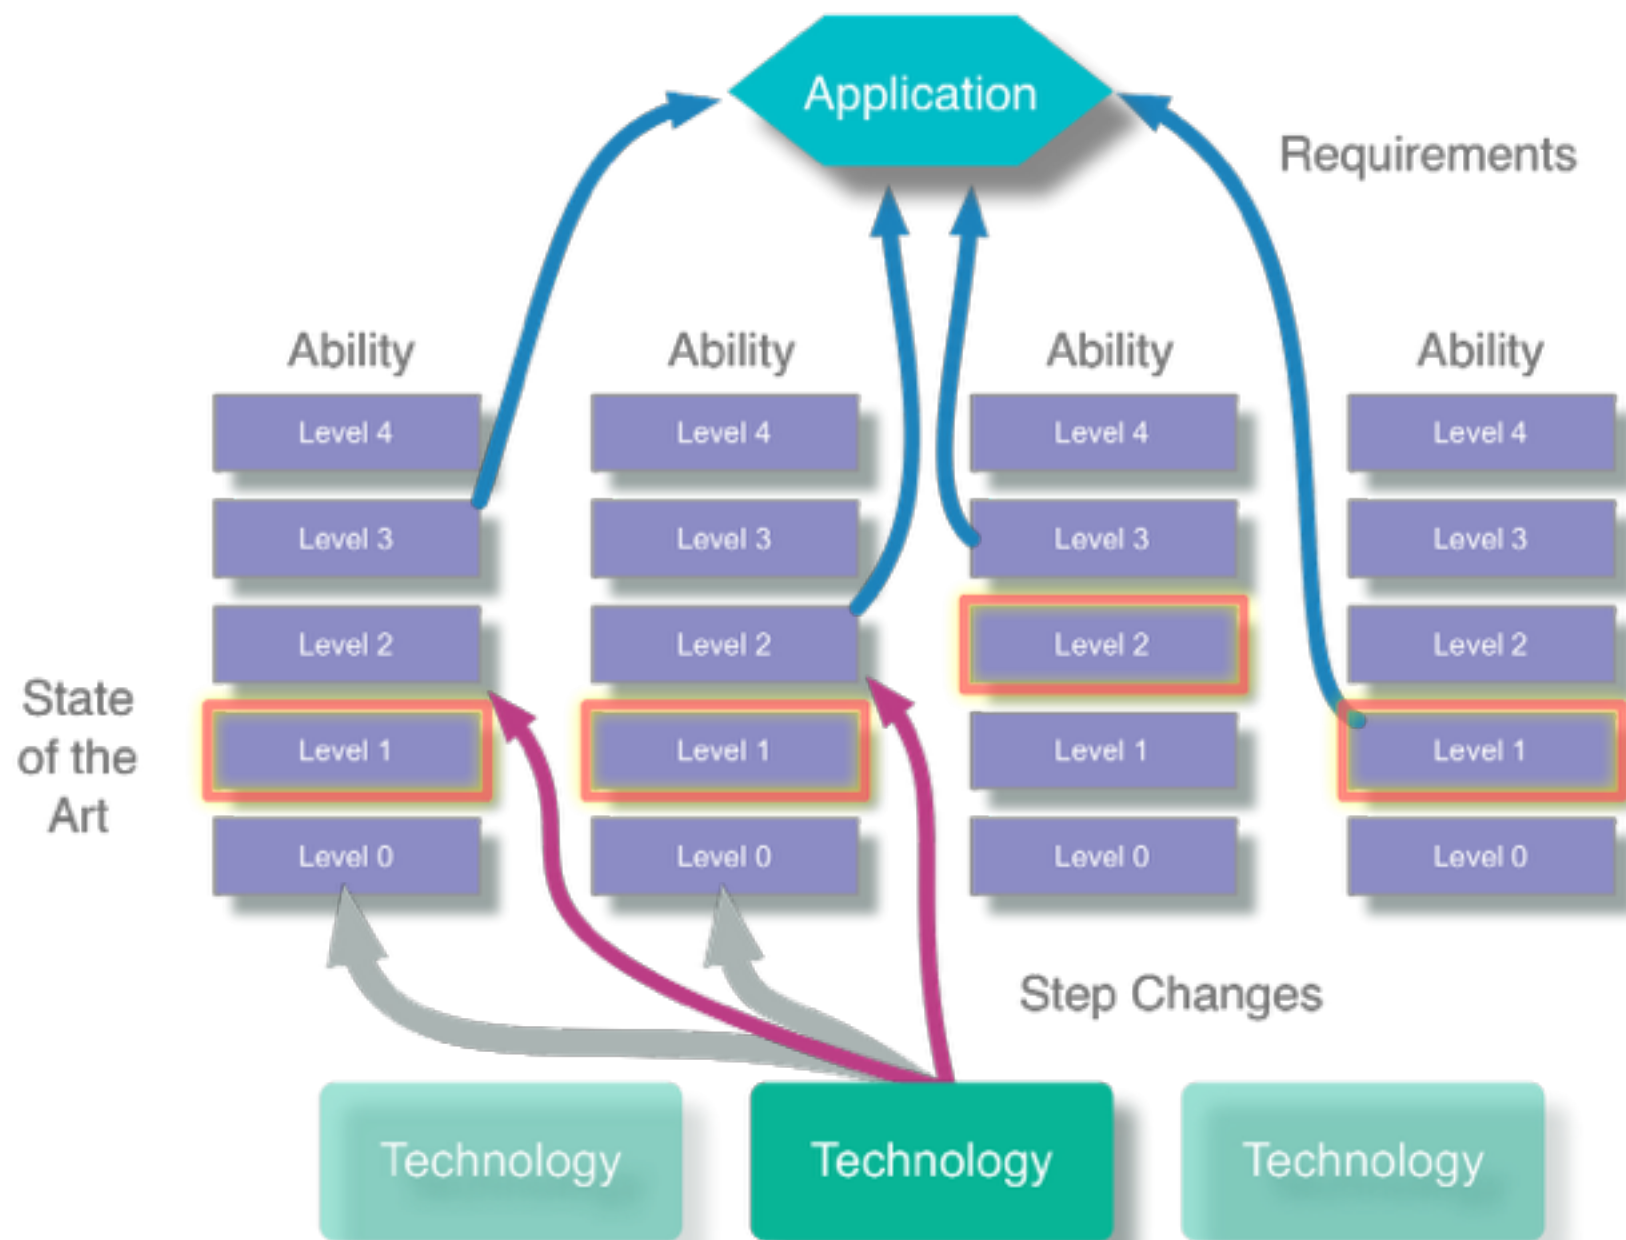 Application
Requirements
Ability Ability Ability Ability
Level 4 Level 4 Level 4 Level 4
Level 3 Level 3 Level 3 Level 3
Level 2 Level 2 Level 2 Level 2
State
of the
Art
Level 1 Level 1 Level 1 Level 1
Level 0 Level 0 Level 0 Level 0
Step Changes
Technology Technology Technology